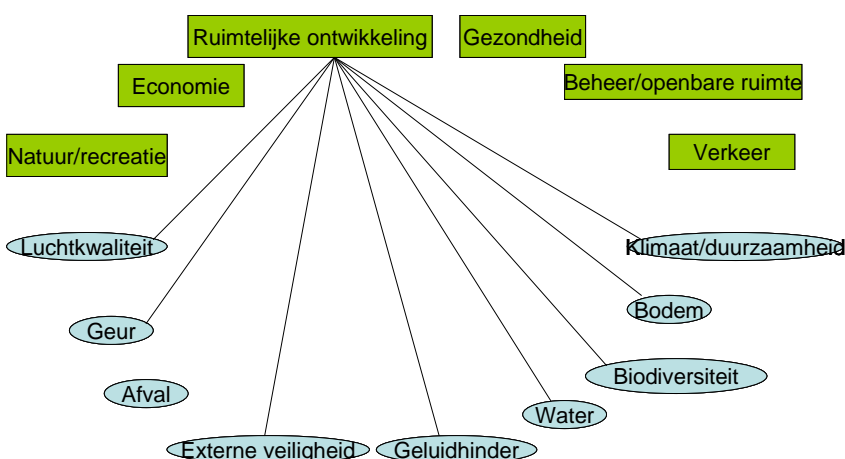 Ruimtelijke ontwikkeling
Gezondheid
Economie
Beheer/openbare ruimte
Natuur/recreatie
Verkeer
Luchtkwaliteit
Klimaat/duurzaamheid
Geur
Bodem
Afval
Biodiversiteit
Water
Externe veiligheid
Geluidhinder